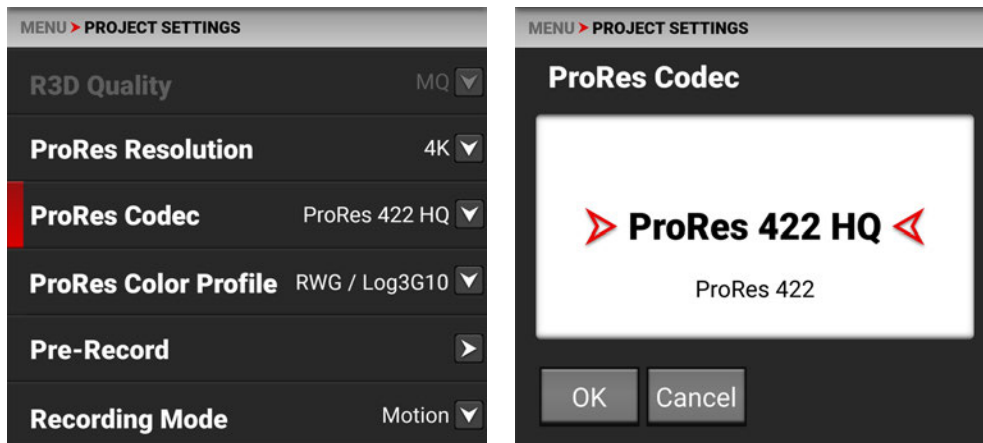 MENU > PROJECT SETTINGS
R3D Quality MQ
ProRes Resolution 4K
ProRes Codec ProRes 422 HQ
ProRes Color Profile RWG / Log3G10
Pre-Record
Recording Mode Motion
MENU > PROJECT SETTINGS
ProRes Codec
ProRes 422 HQ
ProRes 422
OK Cancel